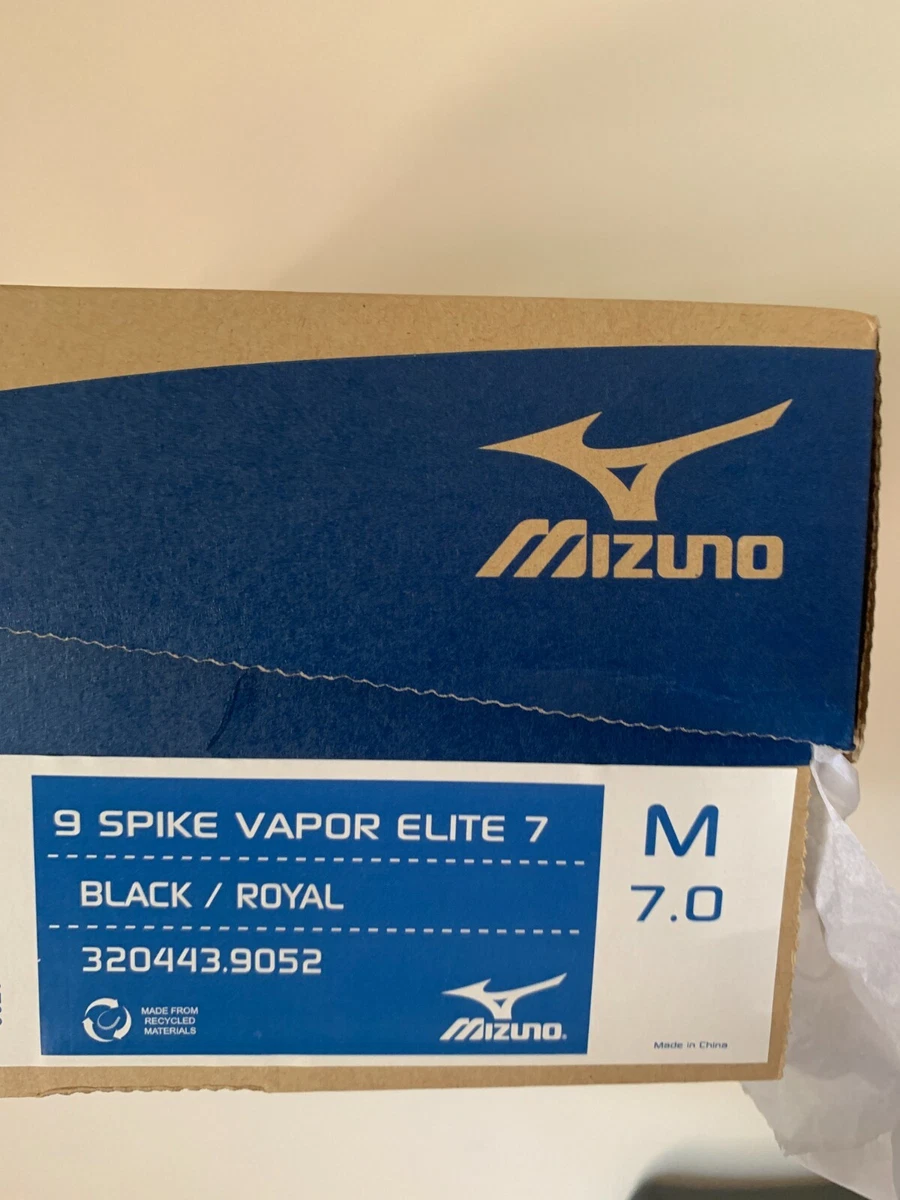 MIZUNO
9 SPIKE VAPOR ELITE 7
BLACK / ROYAL
320443.9052
MADE FROM
RECYCLED
MATERIALS
MIZUNO.
M
7.0
Made in China